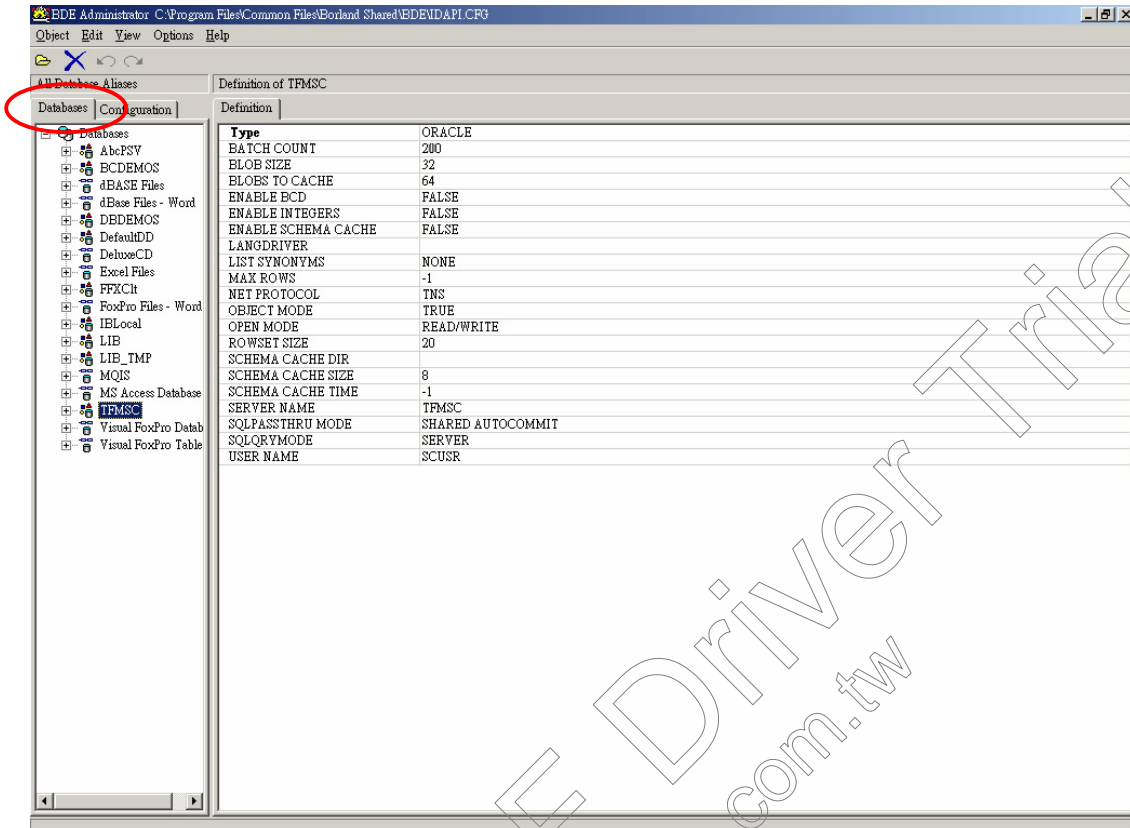 BDE Administrator C:\Program Files\Common Files\Borland Shared\BDE\IDAPI.CFG
Object Edit View Options Help
All Database Aliases
Definition of TFMSC
Databases
Configuration
Definition
Databases
AbcPSV
BCDEMOS
dBASE Files
dBase Files - Word
DBDEMOS
DefaultDD
DeluxeCD
Excel Files
FFXClt
FoxPro Files - Word
IBLocal
LIB
LIB_TMP
MQIS
MS Access Database
TFMSC
Visual FoxPro Datab
Visual FoxPro Table
Type ORACLE
BATCH COUNT 200
BLOB SIZE 32
BLOBS TO CACHE 64
ENABLE BCD FALSE
ENABLE INTEGERS FALSE
ENABLE SCHEMA CACHE FALSE
LANGDRIVER
LIST SYNONYMS NONE
MAX ROWS -1
NET PROTOCOL TNS
OBJECT MODE TRUE
OPEN MODE READ/WRITE
ROWSET SIZE 20
SCHEMA CACHE DIR
SCHEMA CACHE SIZE 8
SCHEMA CACHE TIME -1
SERVER NAME TFMSC
SQLPASSTHRU MODE SHARED AUTOCOMMIT
SQLQRYMODE SERVER
USER NAME SCUSR
Driver Trial
com.tw